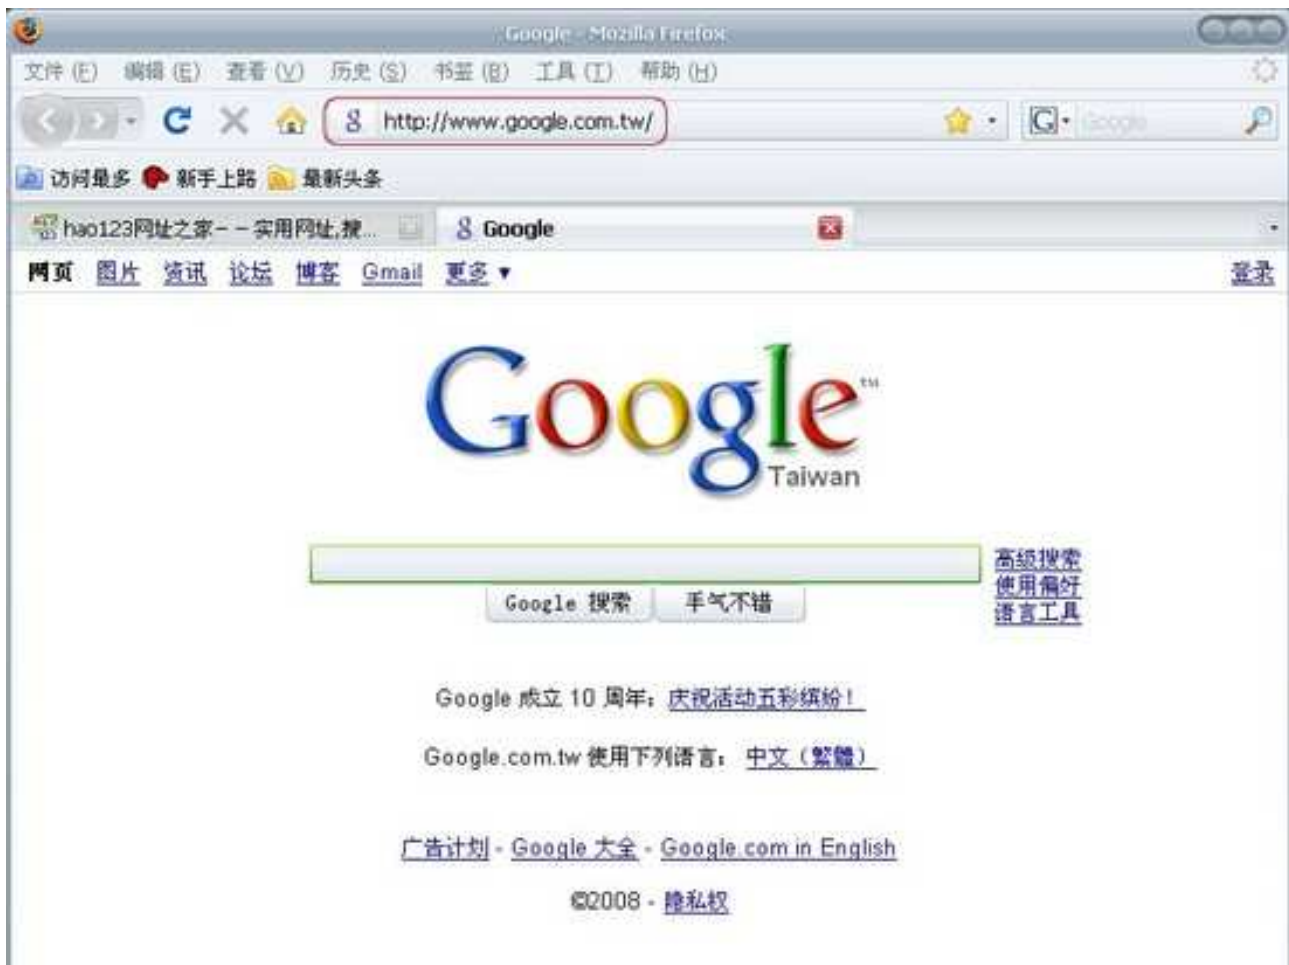 Google - Mozilla Firefox
文件 (F) 编辑 (E) 查看 (V) 历史 (S) 书签 (B) 工具 (T) 帮助 (H)
http://www.google.com.tw/ Google
访问最多 新手上路 最新头条
hao123网址之家--实用网址,搜... Google
网页 图片 资讯 论坛 博客 Gmail 更多 ▼ 登录
Google™
Taiwan
高级搜索
使用偏好
Google 搜索 手气不错 语言工具
Google 成立 10 周年: 庆祝活动五彩缤纷!
Google.com.tw 使用下列语言: 中文 (繁體)
广告计划 - Google 大全 - Google.com in English
©2008 - 隐私权